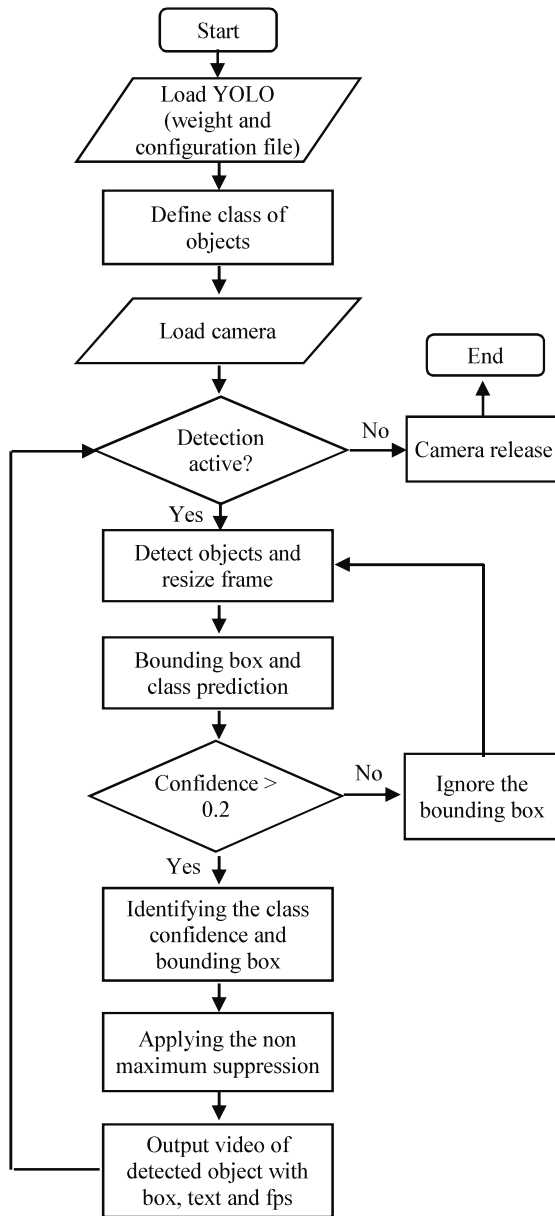 Start
Load YOLO
(weight and
configuration file)
Define class of
objects
Load camera
End
Detection
active?
No
Camera release
Yes
Detect objects and
resize frame
Bounding box and
class prediction
Confidence >
0.2
No
Ignore the
bounding box
Yes
Identifying the class
confidence and
bounding box
Applying the non
maximum suppression
Output video of
detected object with
box, text and fps